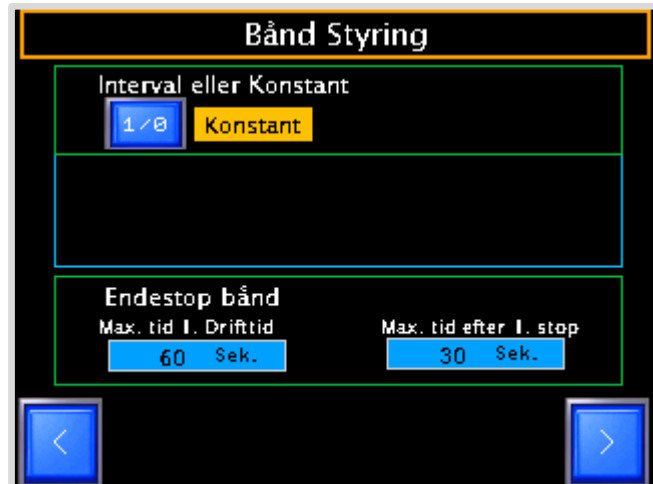 Bånd Styring
Interval eller Konstant
1/0 Konstant
Endestop bånd
Max. tid I. Drifttid Max. tid efter I. stop
60 Sek. 30 Sek.
< >